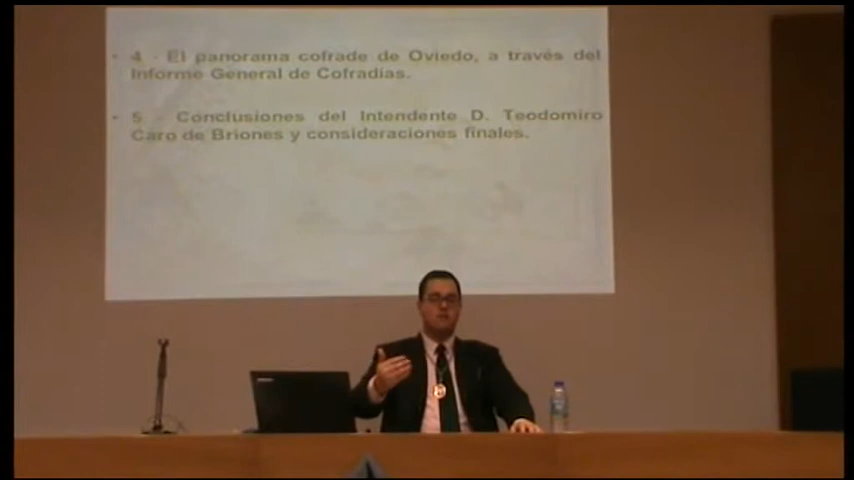 • 4 - El panorama cofrade de Oviedo, a través del
Informe General de Cofradías.
• 5 - Conclusiones del Intendente D. Teodomiro
Caro de Briones y consideraciones finales.